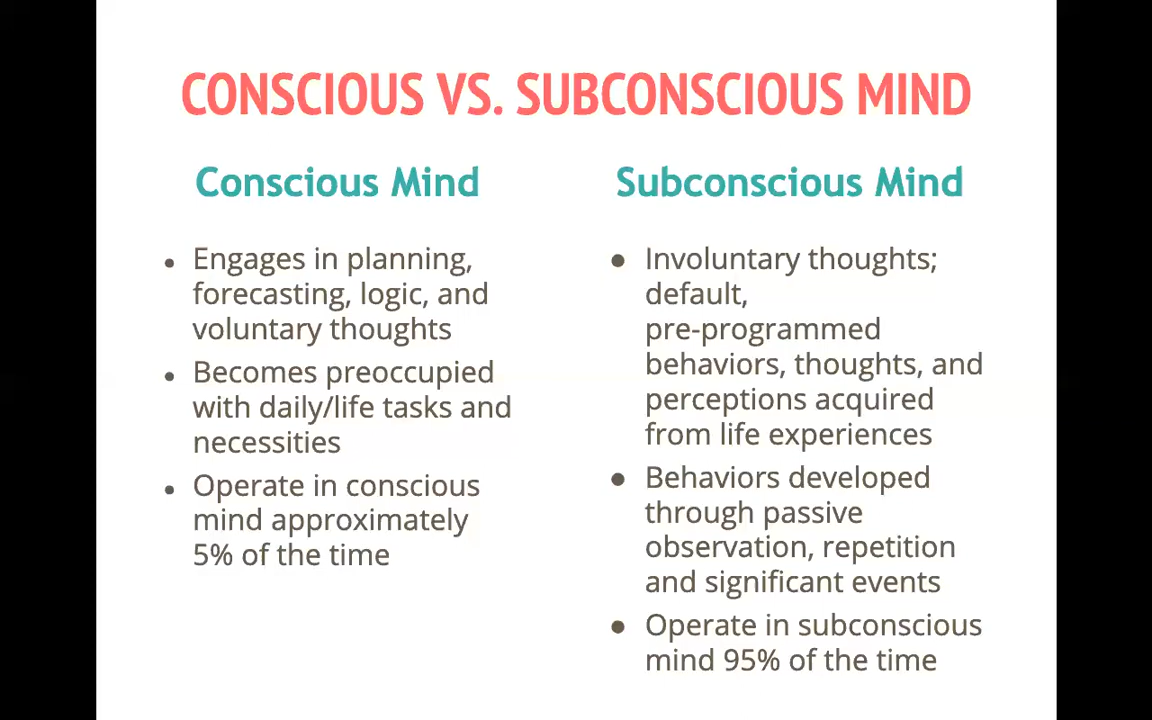 CONSCIOUS VS. SUBCONSCIOUS MIND
Conscious Mind
• Engages in planning,
forecasting, logic, and
voluntary thoughts
• Becomes preoccupied
with daily/life tasks and
necessities
• Operate in conscious
mind approximately
5% of the time
Subconscious Mind
• Involuntary thoughts;
default,
pre-programmed
behaviors, thoughts, and
perceptions acquired
from life experiences
• Behaviors developed
through passive
observation, repetition
and significant events
• Operate in subconscious
mind 95% of the time